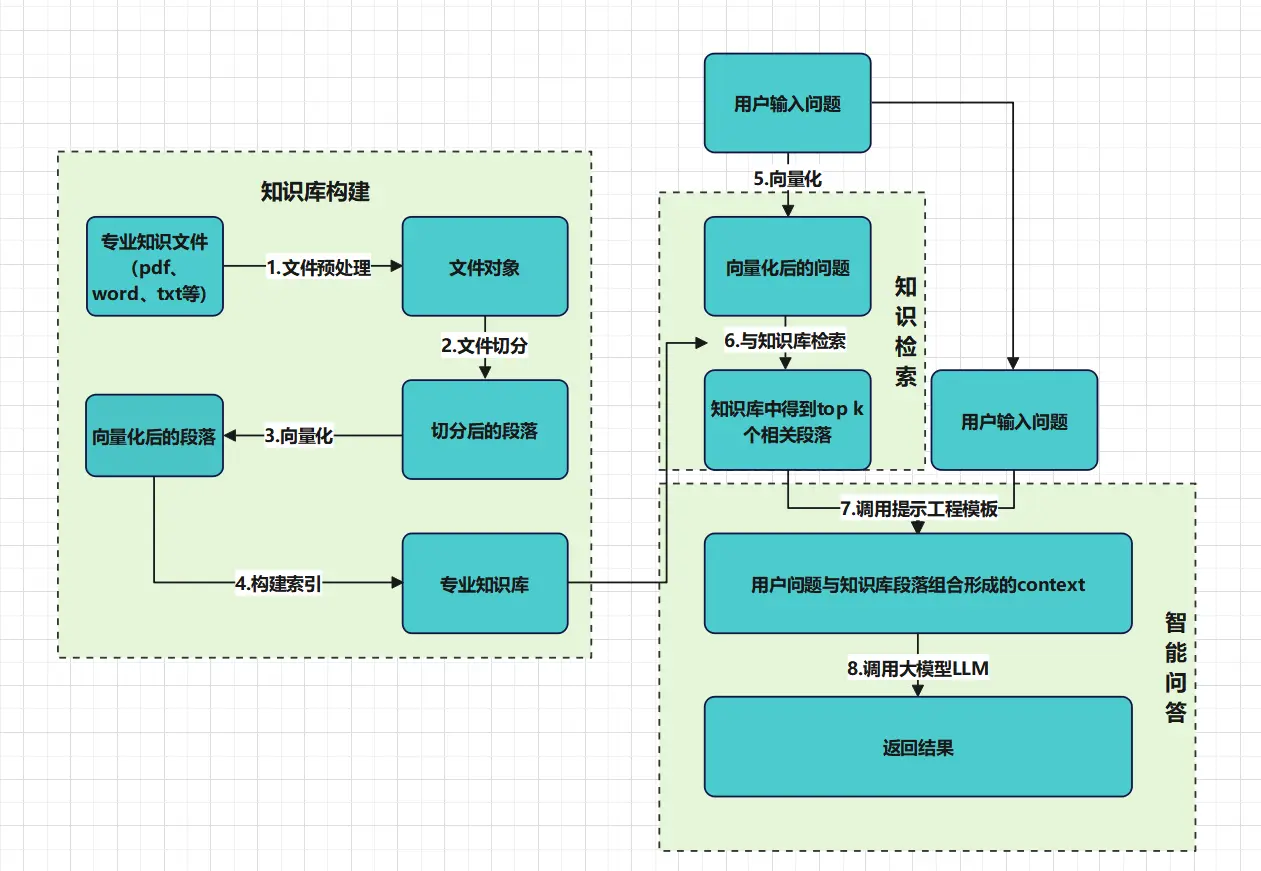 用户输入问题
5.向量化
知识库构建
专业知识文件
（pdf、
word、txt等）
1.文件预处理
文件对象
向量化后的问题
知
识
检
索
2.文件切分
6.与知识库检索
向量化后的段落
3.向量化
切分后的段落
知识库中得到top k
个相关段落
用户输入问题
7.调用提示工程模板
4.构建索引
专业知识库
用户问题与知识库段落组合形成的context
智
能
问
答
8.调用大模型LLM
返回结果